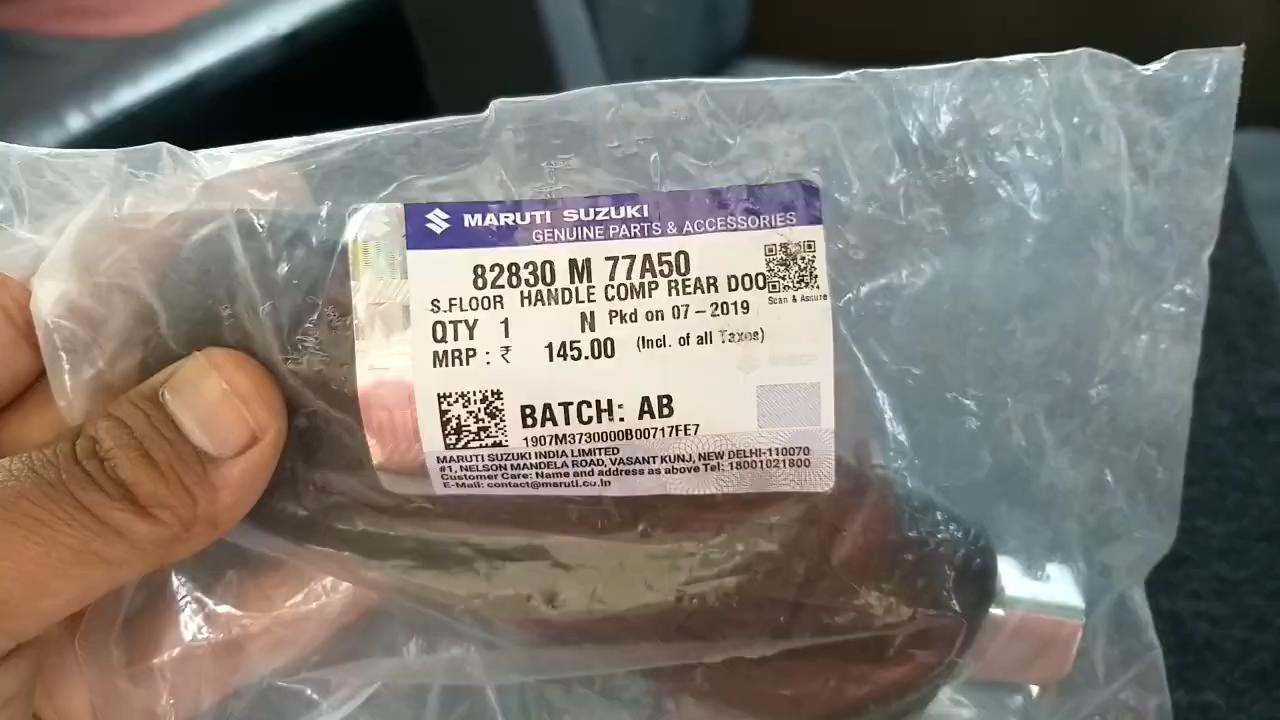 MARUTI SUZUKI
GENUINE PARTS & ACCESSORIES
82830 M 77A50
S.FLOOR HANDLE COMP REAR DOO
Scan & Assure
QTY 1 N Pkd on 07-2019
MRP : ₹ 145.00 (Incl. of all Taxes)
BATCH: AB
1907M3730000B00717FE7
MARUTI SUZUKI INDIA LIMITED
#1, NELSON MANDELA ROAD, VASANT KUNJ, NEW DELHI-110070
Customer Care: Name and address as above Tel: 18001021800
E-Mail: contact@maruti.co.in